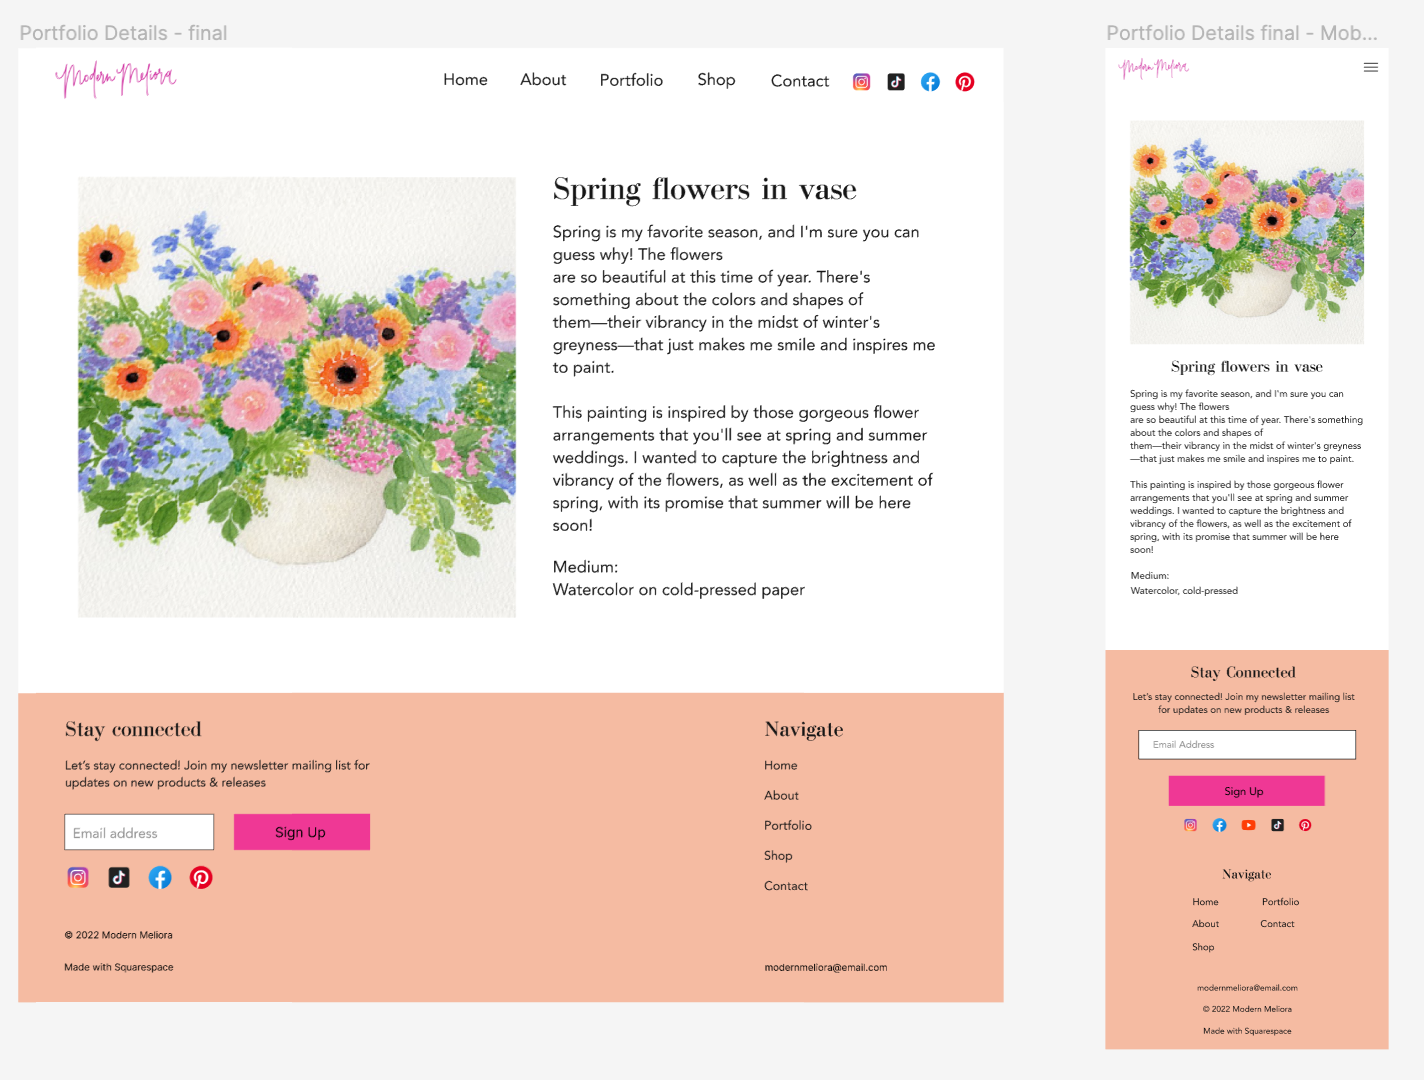 Portfolio Details - final
Modern Meliora
Home About Portfolio Shop Contact
Spring flowers in vase
Spring is my favorite season, and I'm sure you can
guess why! The flowers
are so beautiful at this time of year. There's
something about the colors and shapes of
them—their vibrancy in the midst of winter's
greyness—that just makes me smile and inspires me
to paint.
This painting is inspired by those gorgeous flower
arrangements that you'll see at spring and summer
weddings. I wanted to capture the brightness and
vibrancy of the flowers, as well as the excitement of
spring, with its promise that summer will be here
soon!
Medium:
Watercolor on cold-pressed paper
Stay connected
Let’s stay connected! Join my newsletter mailing list for
updates on new products & releases
Email address
Sign Up
© 2022 Modern Meliora
Made with Squarespace
Navigate
Home
About
Portfolio
Shop
Contact
modernmeliora@email.com
Portfolio Details final - Mob...
Modern Meliora
Spring flowers in vase
Spring is my favorite season, and I'm sure you can
guess why! The flowers
are so beautiful at this time of year. There's something
about the colors and shapes of
them—their vibrancy in the midst of winter's greyness
—that just makes me smile and inspires me to paint.
This painting is inspired by those gorgeous flower
arrangements that you'll see at spring and summer
weddings. I wanted to capture the brightness and
vibrancy of the flowers, as well as the excitement of
spring, with its promise that summer will be here
soon!
Medium:
Watercolor, cold-pressed
Stay Connected
Let’s stay connected! Join my newsletter mailing list
for updates on new products & releases
Email Address
Sign Up
Navigate
Home Portfolio
About Contact
Shop
modernmeliora@email.com
© 2022 Modern Meliora
Made with Squarespace